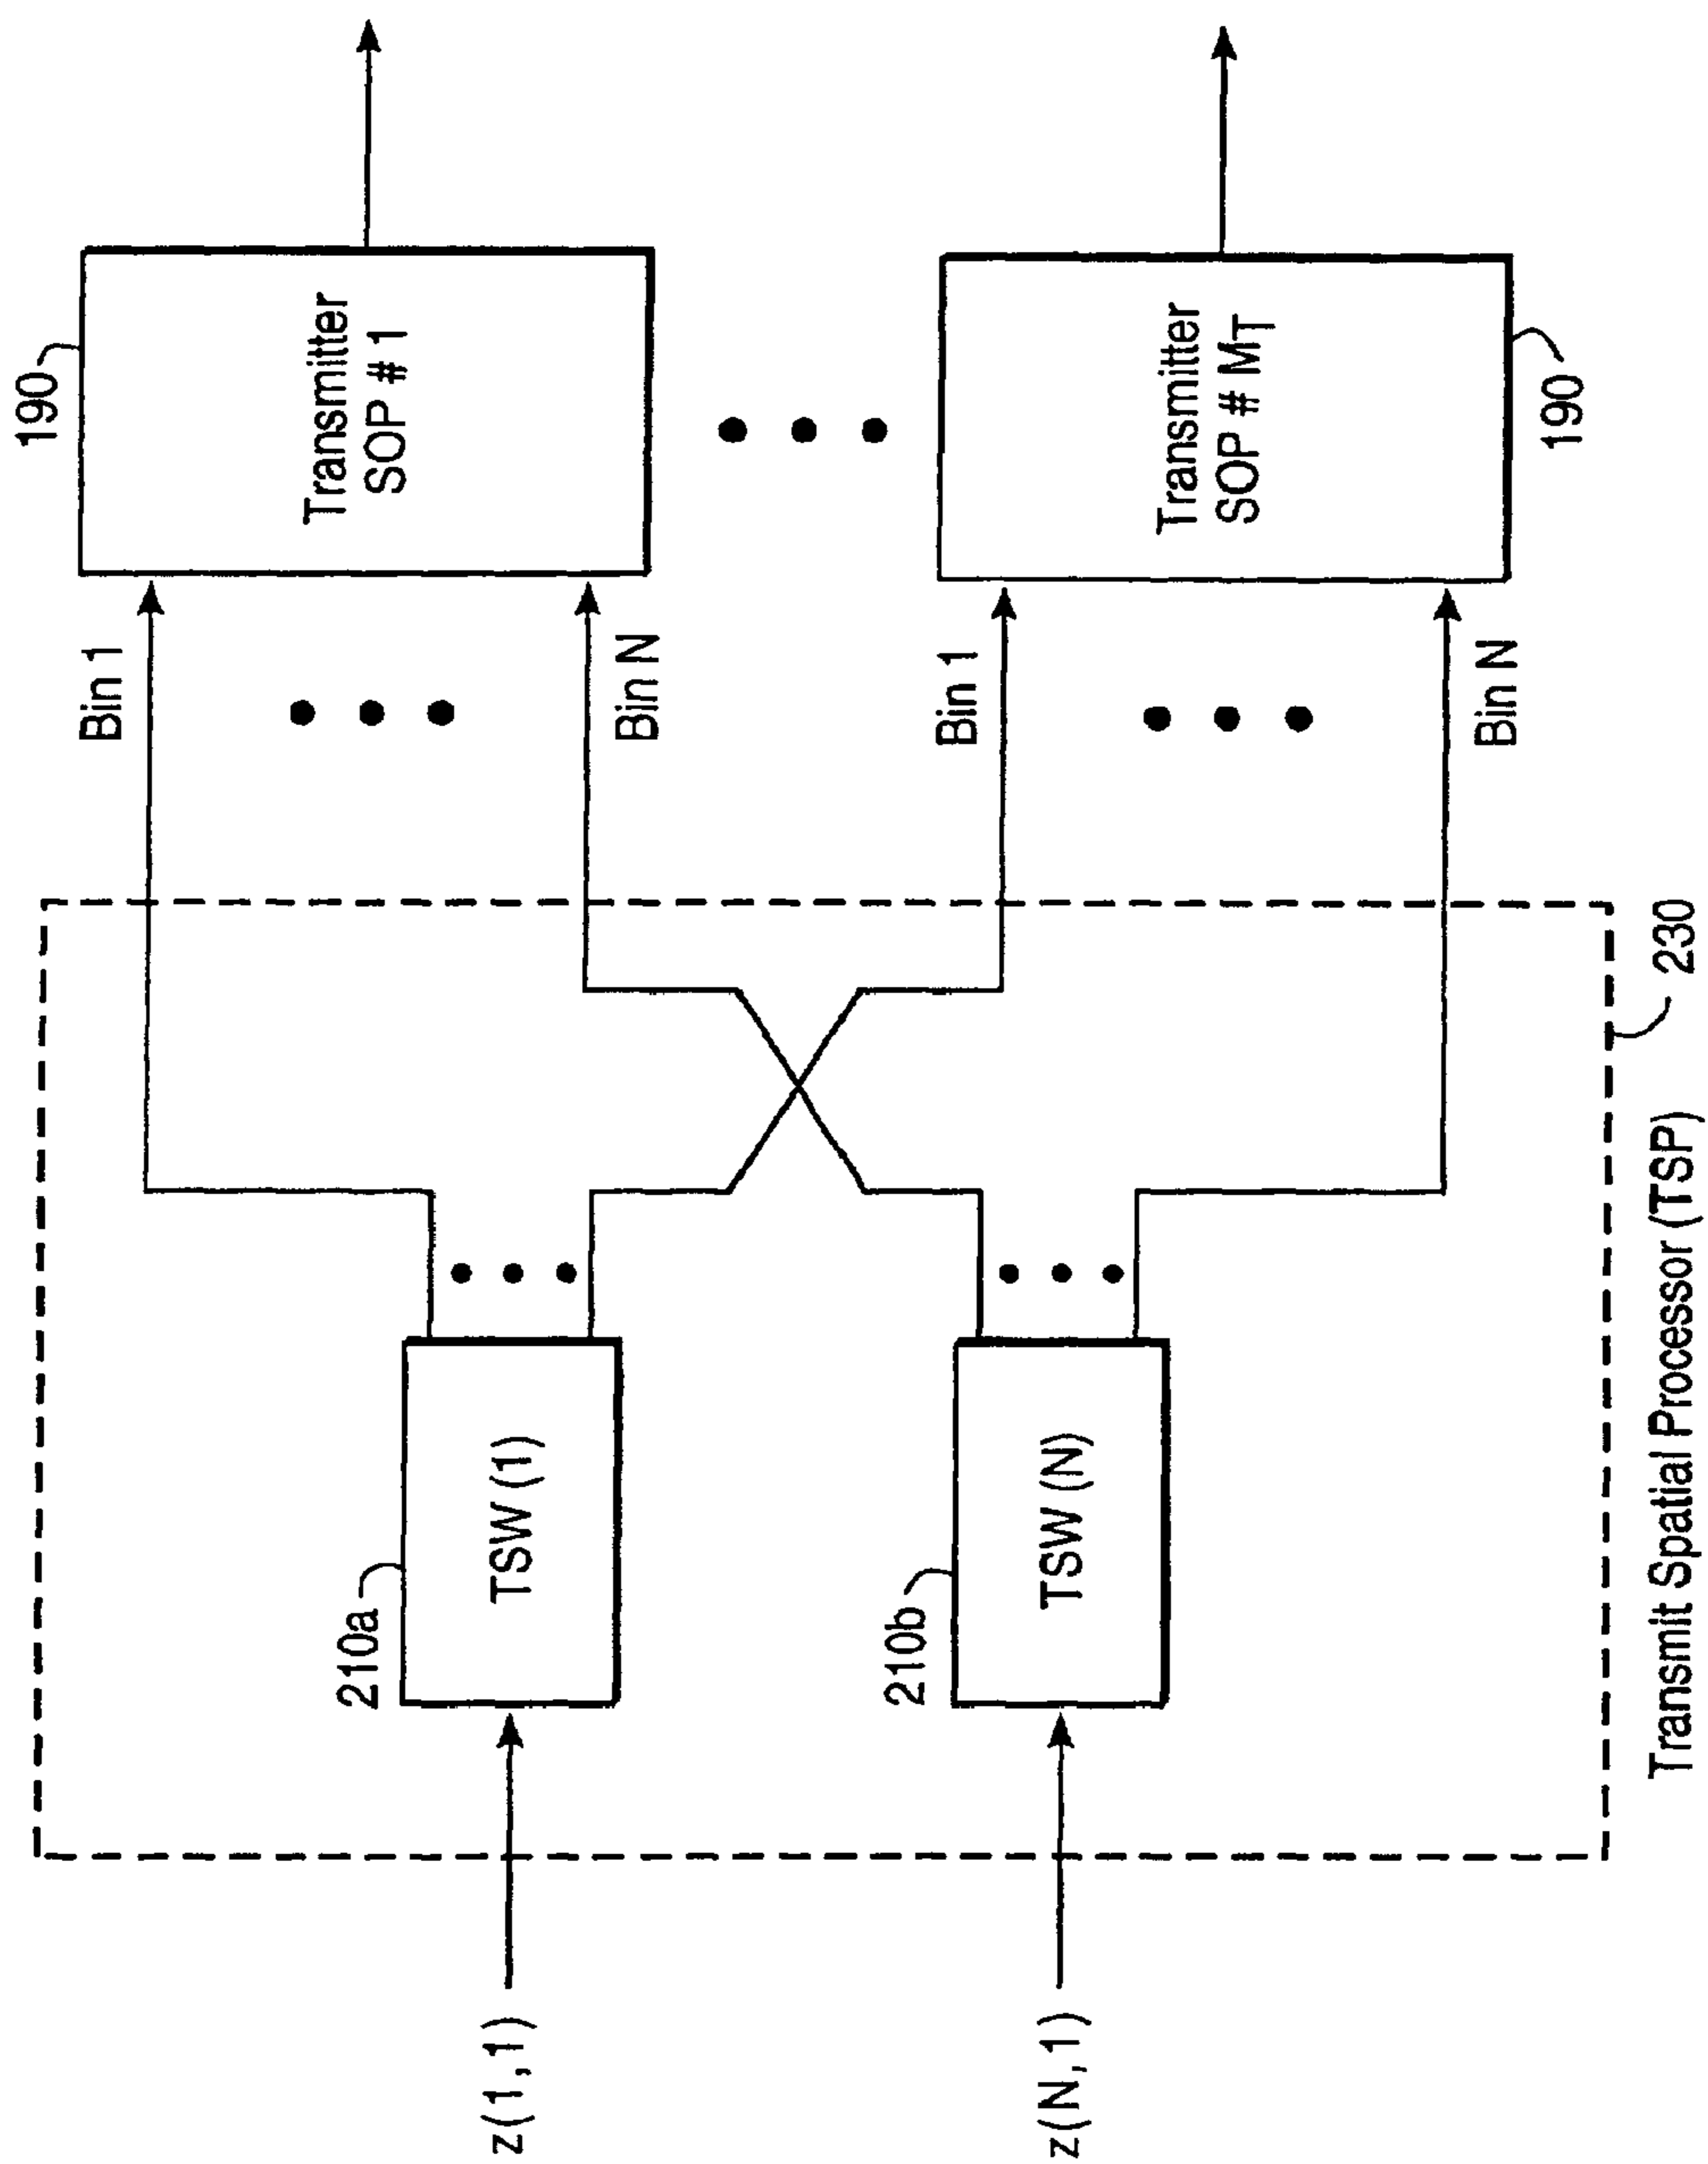 z(1,1)
z(N,1)
210a
TSW (1)
210b
TSW (N)
Bin 1
Bin N
Bin 1
Bin N
190
Transmitter
SOP # 1
Transmitter
SOP # MT
190
230
Transmit Spatial Processor (TSP)